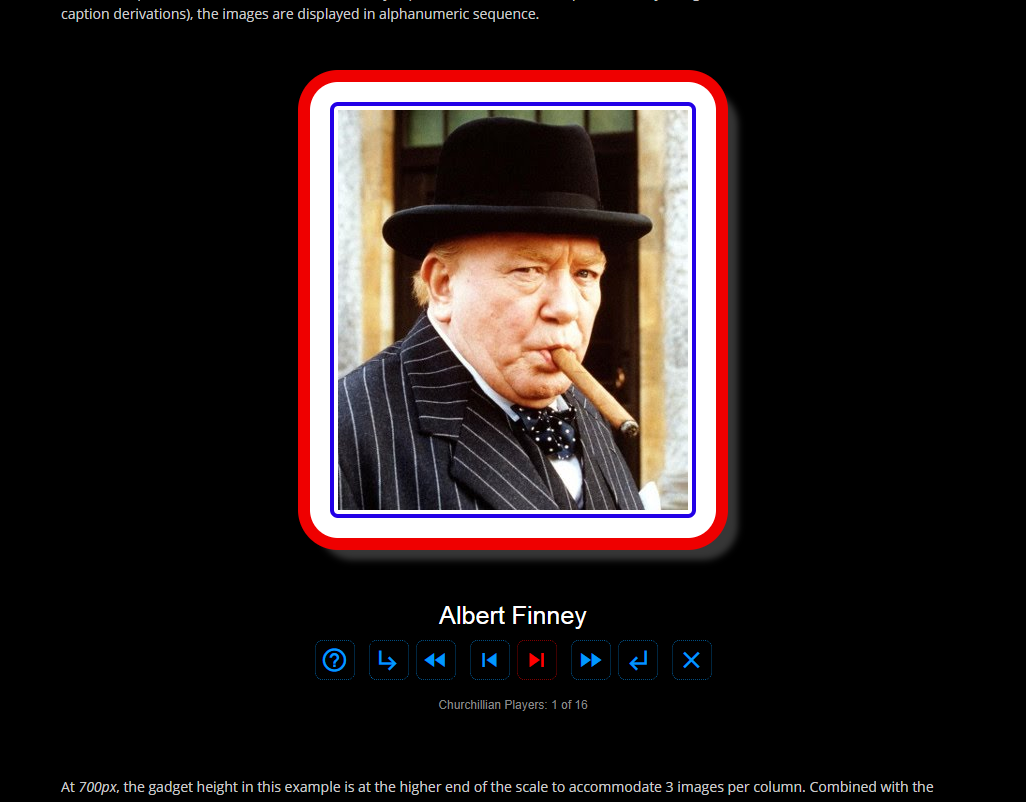 caption derivations), the images are displayed in alphanumeric sequence.
Albert Finney
Churchillian Players: 1 of 16
At 700px, the gadget height in this example is at the higher end of the scale to accommodate 3 images per column. Combined with the